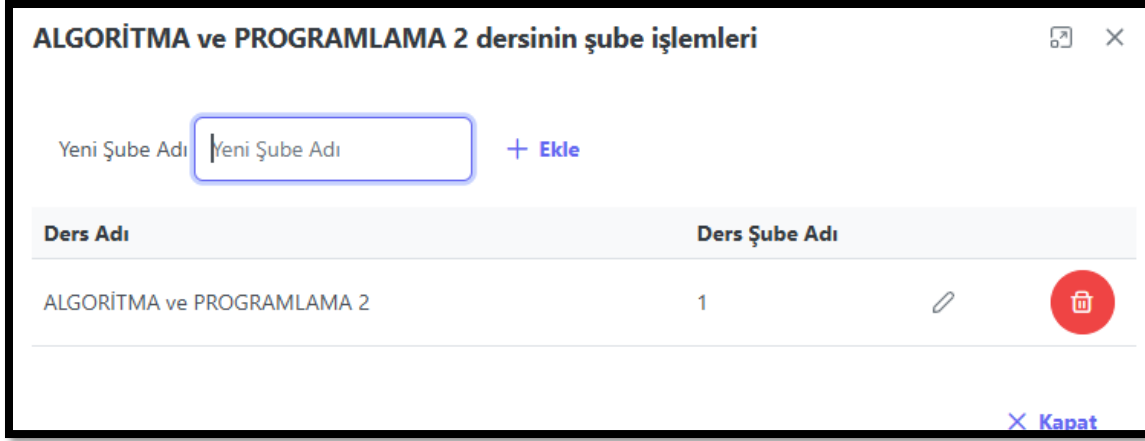 ALGORİTMA ve PROGRAMLAMA 2 dersinin şube işlemleri
Yeni Şube Adı Yeni Şube Adı Ekle
Ders Adı Ders Şube Adı
ALGORİTMA ve PROGRAMLAMA 2 1
Kapat